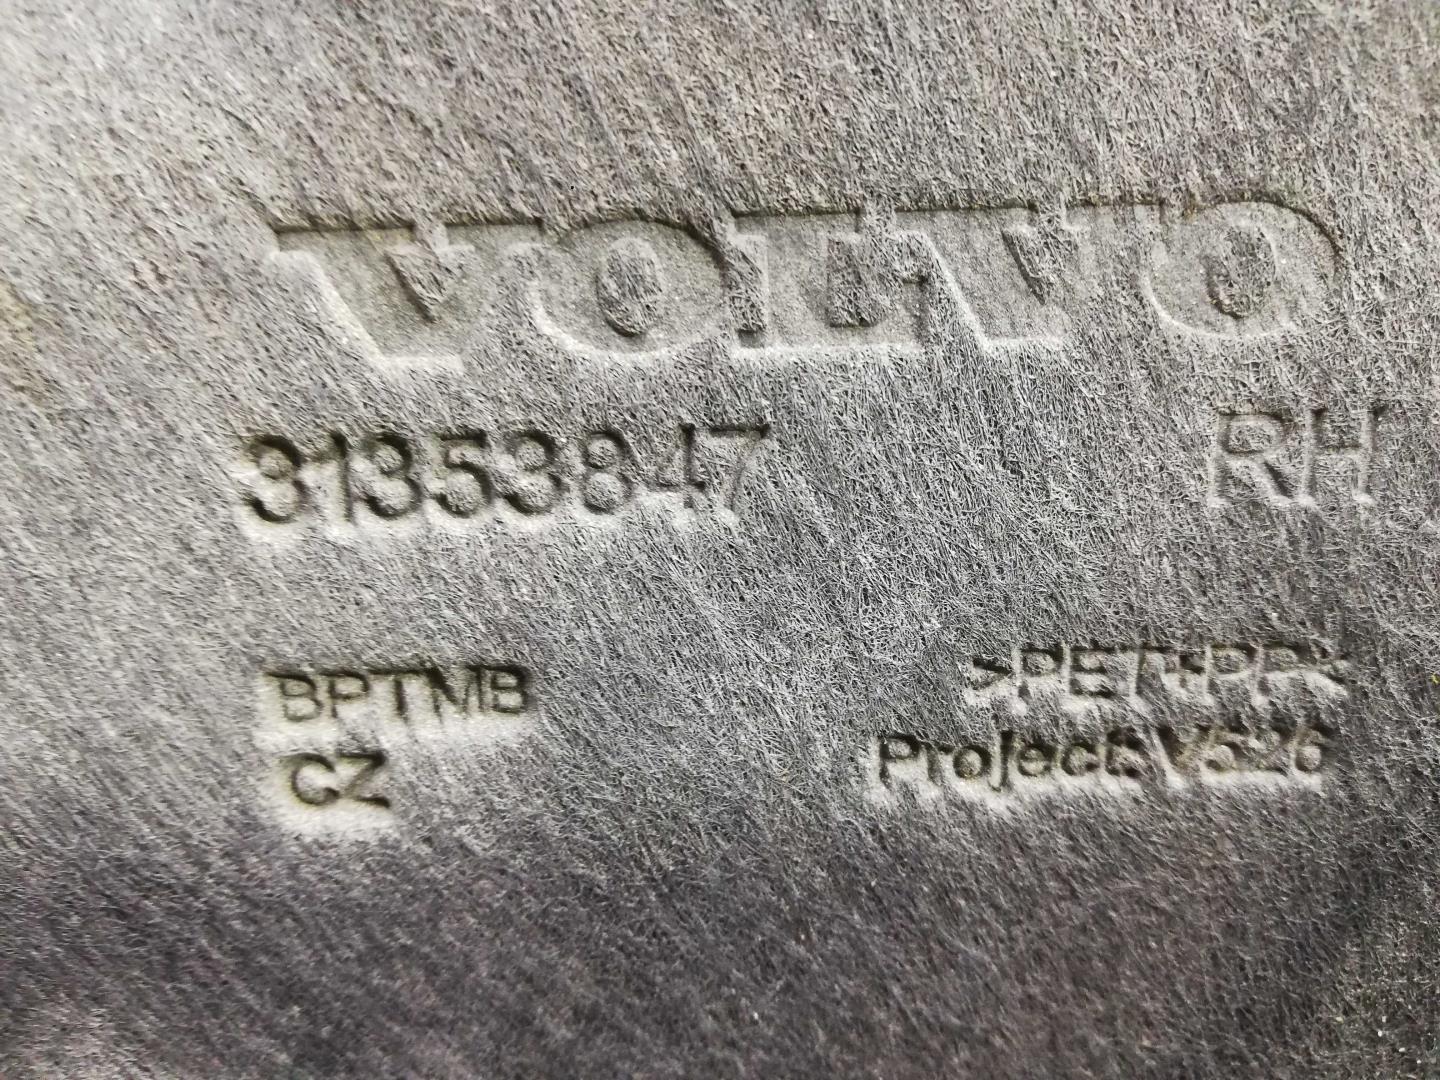 VOLVO
31353847 RH
BPTMB >PET+PP<
CZ Project: V526